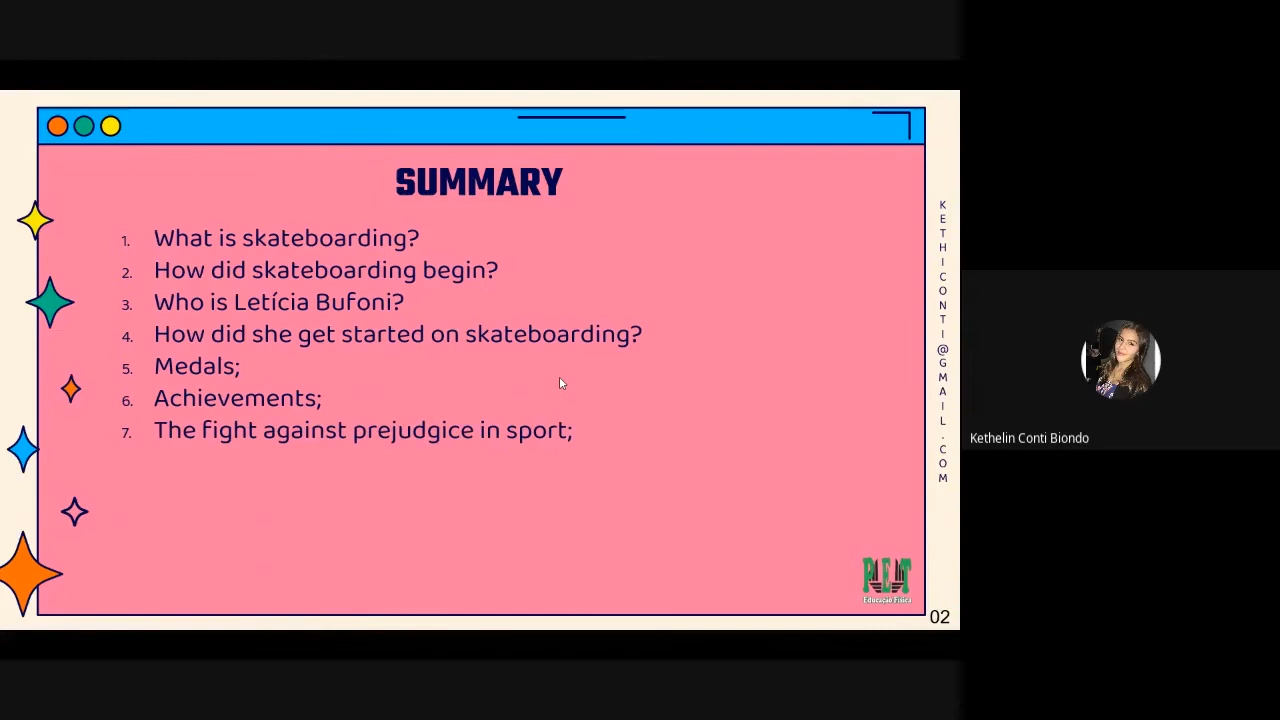 SUMMARY
1. What is skateboarding?
2. How did skateboarding begin?
3. Who is Letícia Bufoni?
4. How did she get started on skateboarding?
5. Medals;
6. Achievements;
7. The fight against prejudgice in sport;
KETHICONTI@GMAIL.COM
PET
Educação Física
02
Kethelin Conti Biondo